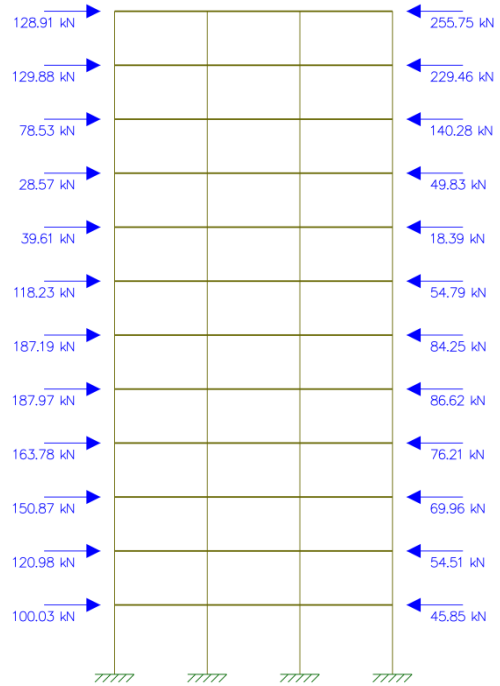 128.91 kN 255.75 kN
129.88 kN 229.46 kN
78.53 kN 140.28 kN
28.57 kN 49.83 kN
39.61 kN 18.39 kN
118.23 kN 54.79 kN
187.19 kN 84.25 kN
187.97 kN 86.62 kN
163.78 kN 76.21 kN
150.87 kN 69.96 kN
120.98 kN 54.51 kN
100.03 kN 45.85 kN